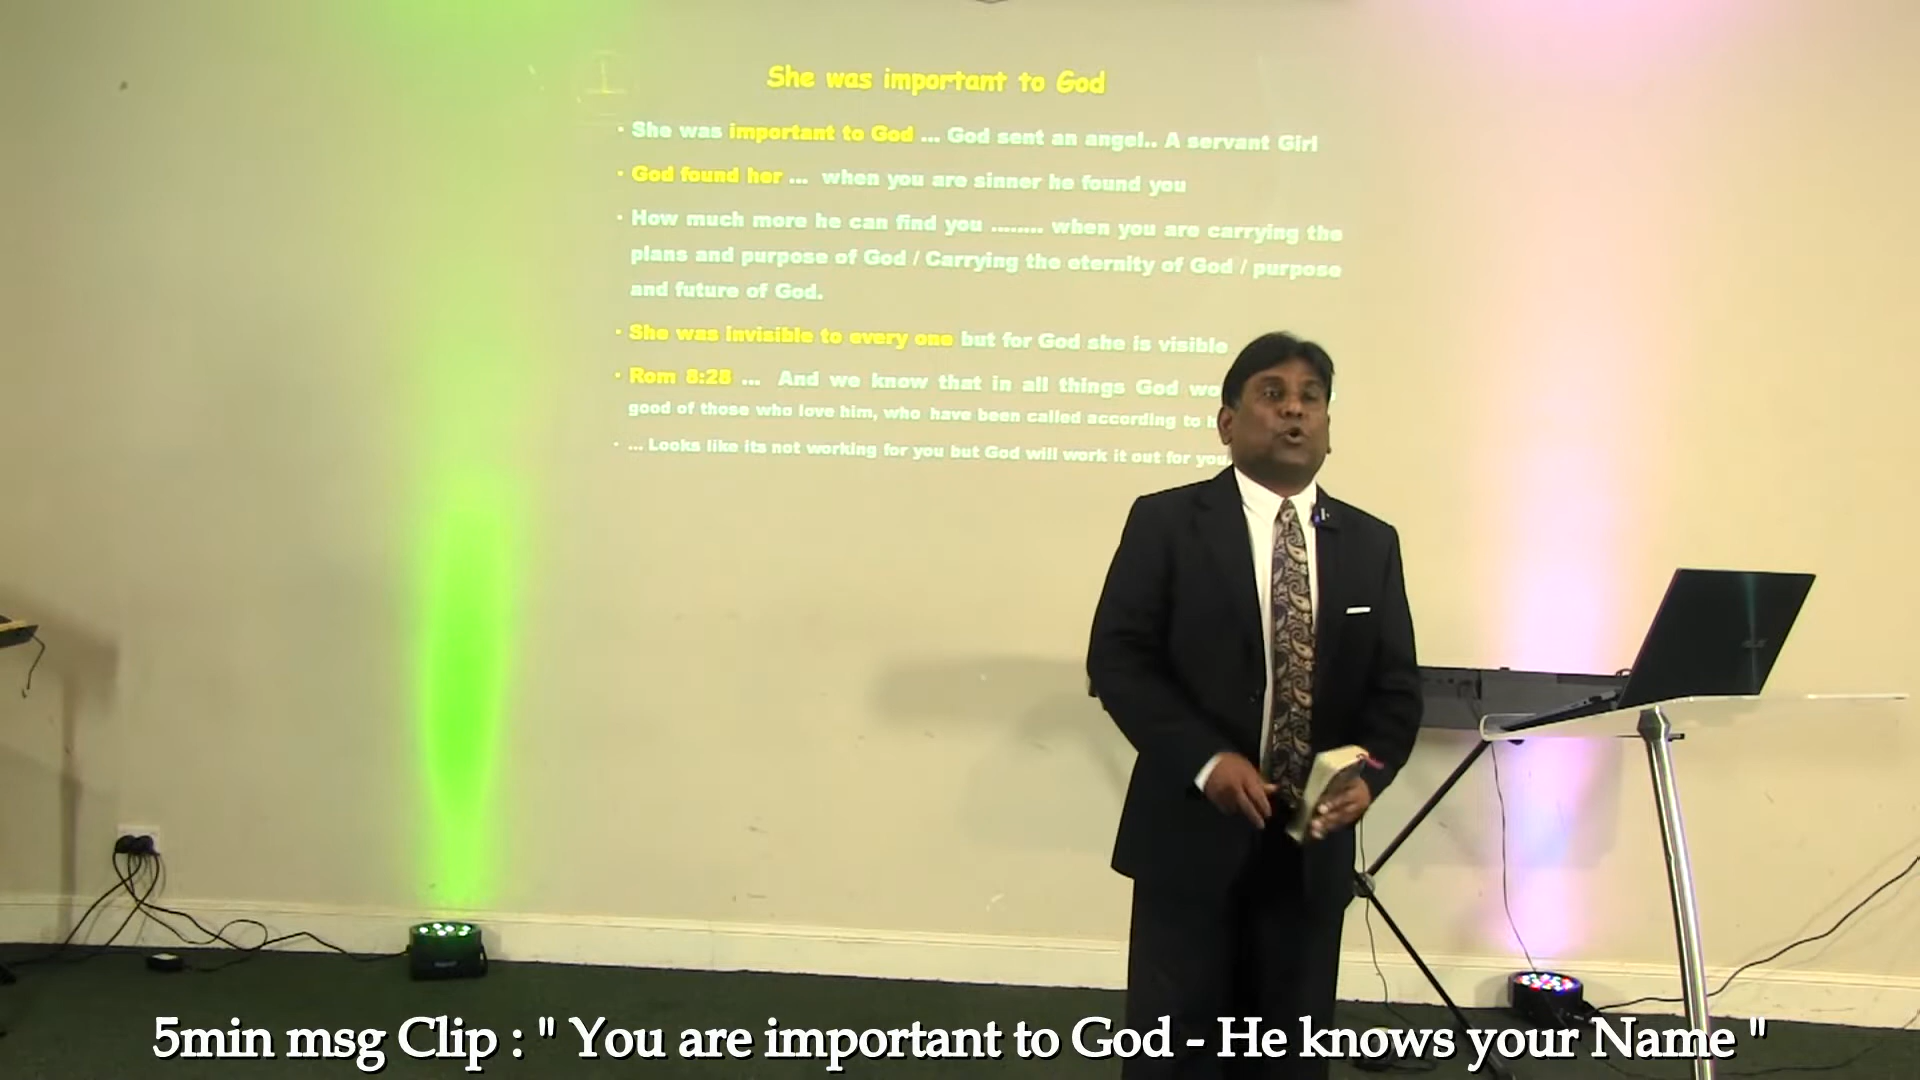 She was important to God
• She was important to God ... God sent an angel.. A servant Girl
• God found her ... when you are sinner he found you
• How much more he can find you ........ when you are carrying the
plans and purpose of God / Carrying the eternity of God / purpose
and future of God.
• She was invisible to every one but for God she is visible
• Rom 8:28 ... And we know that in all things God
good of those who love him, who have been called according to
• ... Looks like its not working for you but God will work it out for you
5min msg Clip : " You are important to God - He knows your Name "